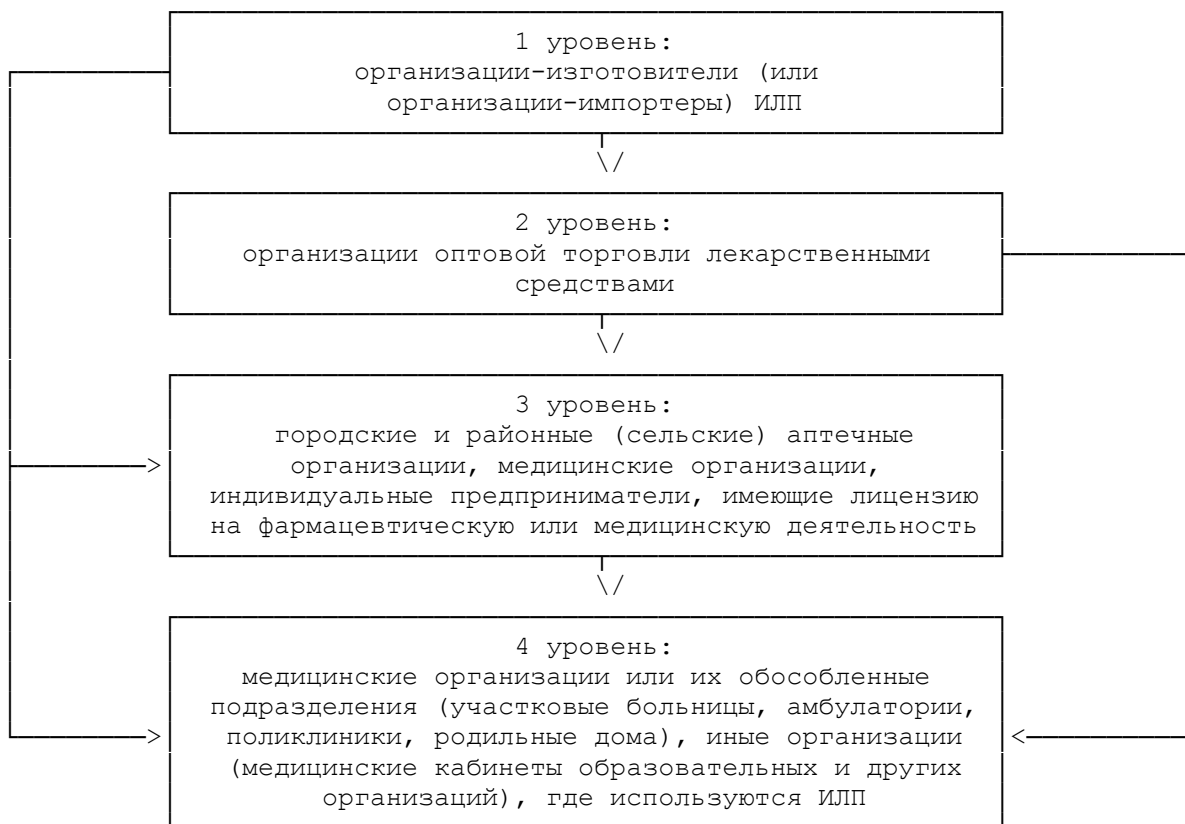 1 уровень:
организации-изготовители (или
организации-импортеры) ИЛП
2 уровень:
организации оптовой торговли лекарственными
средствами
3 уровень:
городские и районные (сельские) аптечные
организации, медицинские организации,
индивидуальные предприниматели, имеющие лицензию
на фармацевтическую или медицинскую деятельность
4 уровень:
медицинские организации или их обособленные
подразделения (участковые больницы, амбулатории,
поликлиники, родильные дома), иные организации
(медицинские кабинеты образовательных и других
организаций), где используются ИЛП